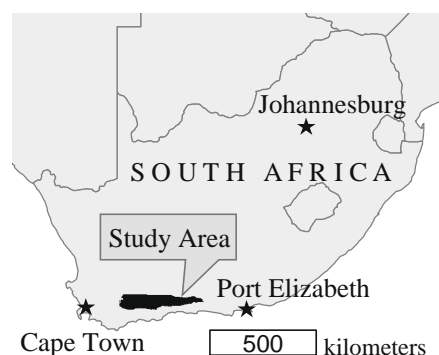 Johannesburg
SOUTH AFRICA
Study Area
Port Elizabeth
Cape Town
500 kilometers